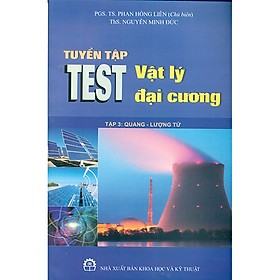 PGS. TS. PHAN HỒNG LIÊN (Chủ biên)
ThS. NGUYỄN MINH ĐỨC
TUYỂN TẬP
TEST Vật lý
đại cương
TẬP 3: QUANG - LƯỢNG TỬ
NHÀ XUẤT BẢN KHOA HỌC VÀ KỸ THUẬT